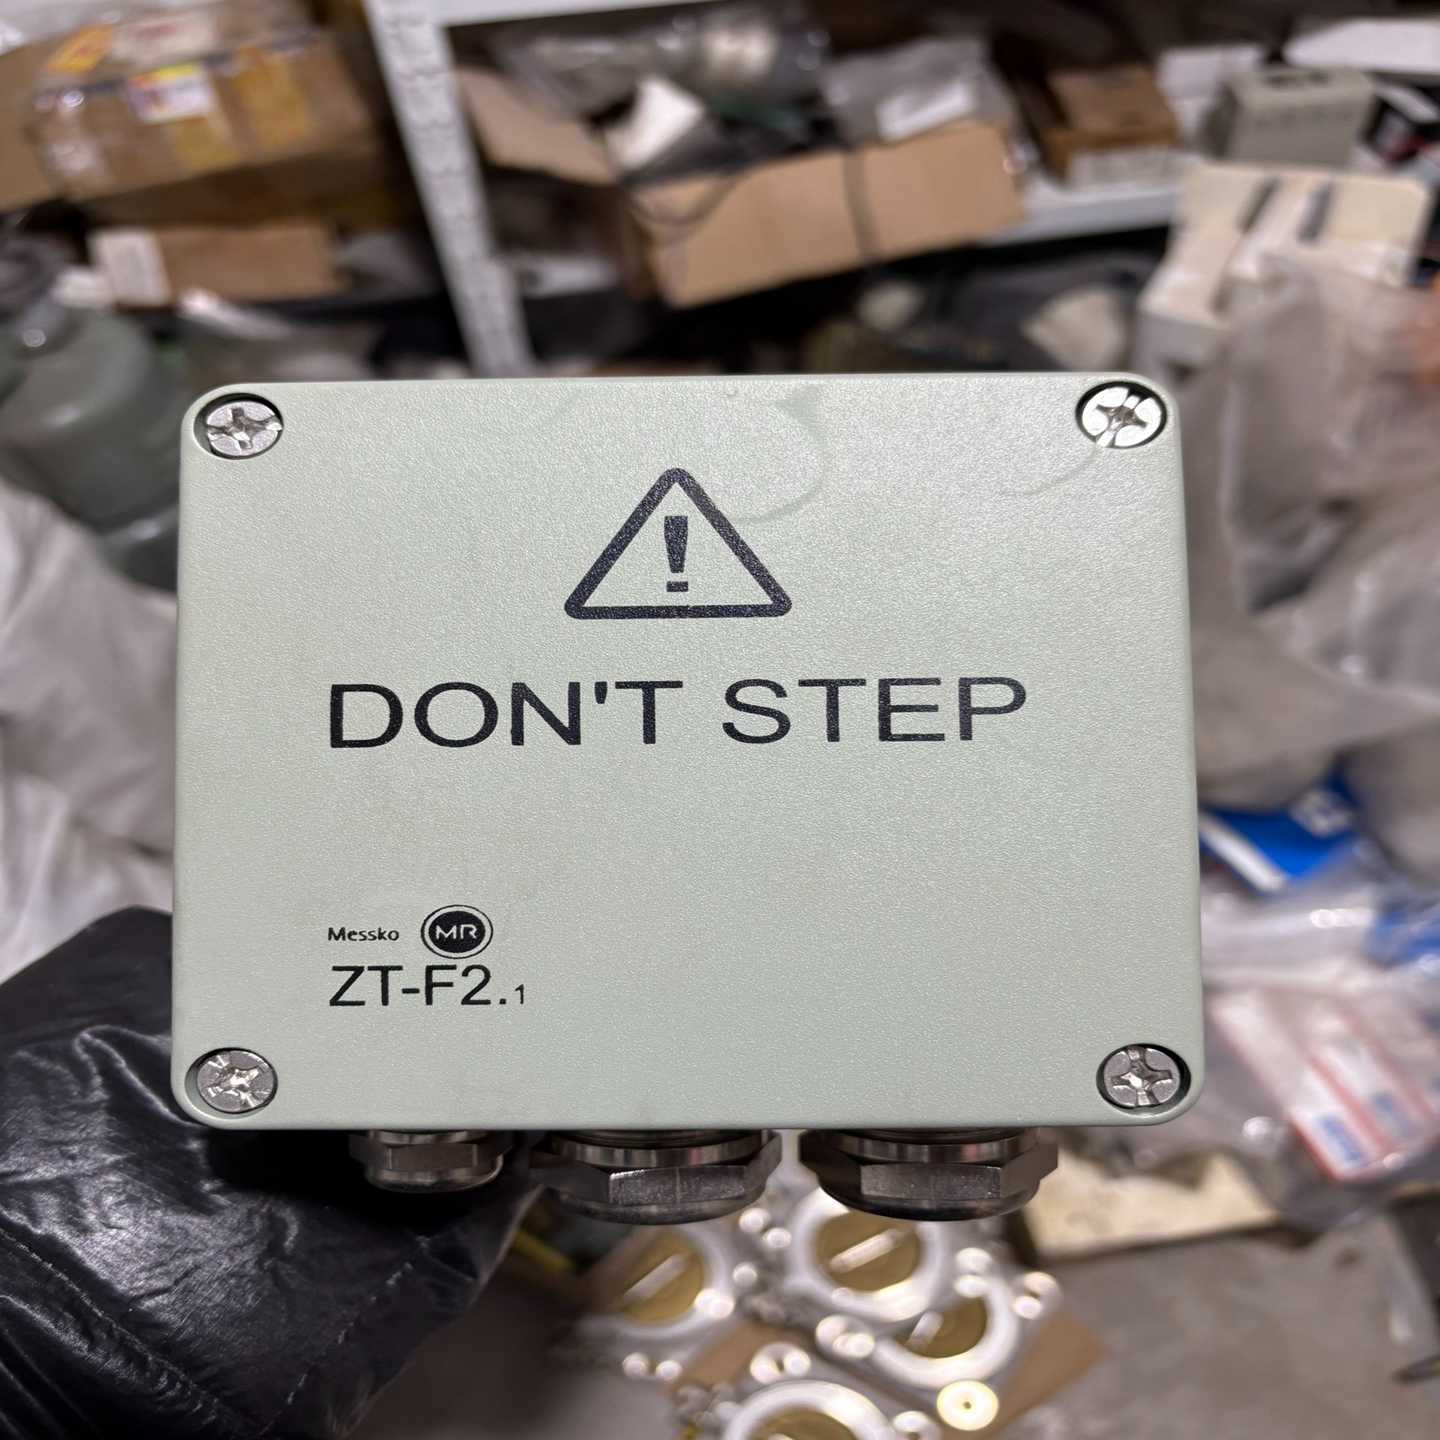 !
DON'T STEP
Messko MR
ZT-F2.1